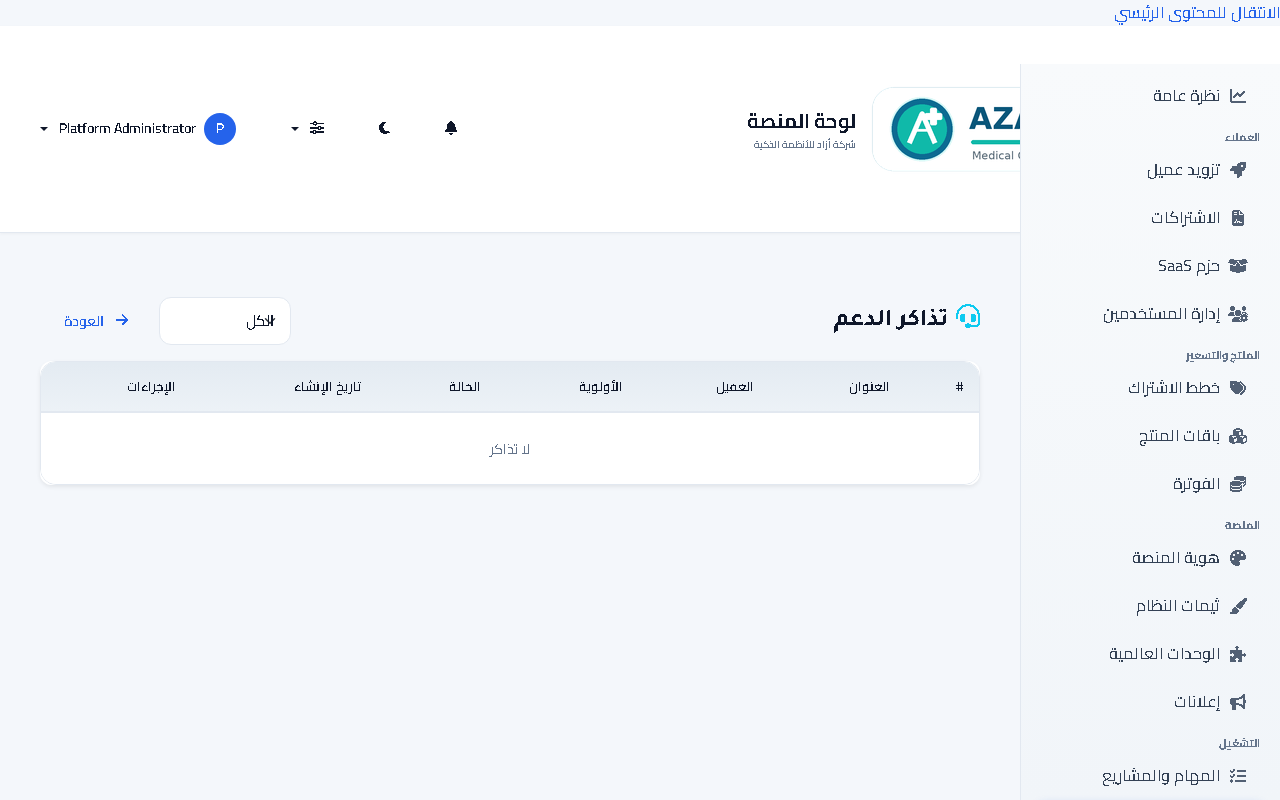 الانتقال للمحتوى الرئيسي
نظرة عامة
العملاء
تزويد عميل
الاشتراكات
حزم SaaS
إدارة المستخدمين
المنتج والتسعير
خطط الاشتراك
باقات المنتج
الفوترة
المنصة
هوية المنصة
ثيمات النظام
الوحدات العالمية
إعلانات
التشغيل
المهام والمشاريع
Medical
لوحة المنصة
شركة أزاد للأنظمة الذكية
P Platform Administrator
تذاكر الدعم
الكل
العودة
# العنوان العميل الأولوية الحالة تاريخ الإنشاء الإجراءات
لا تذاكر